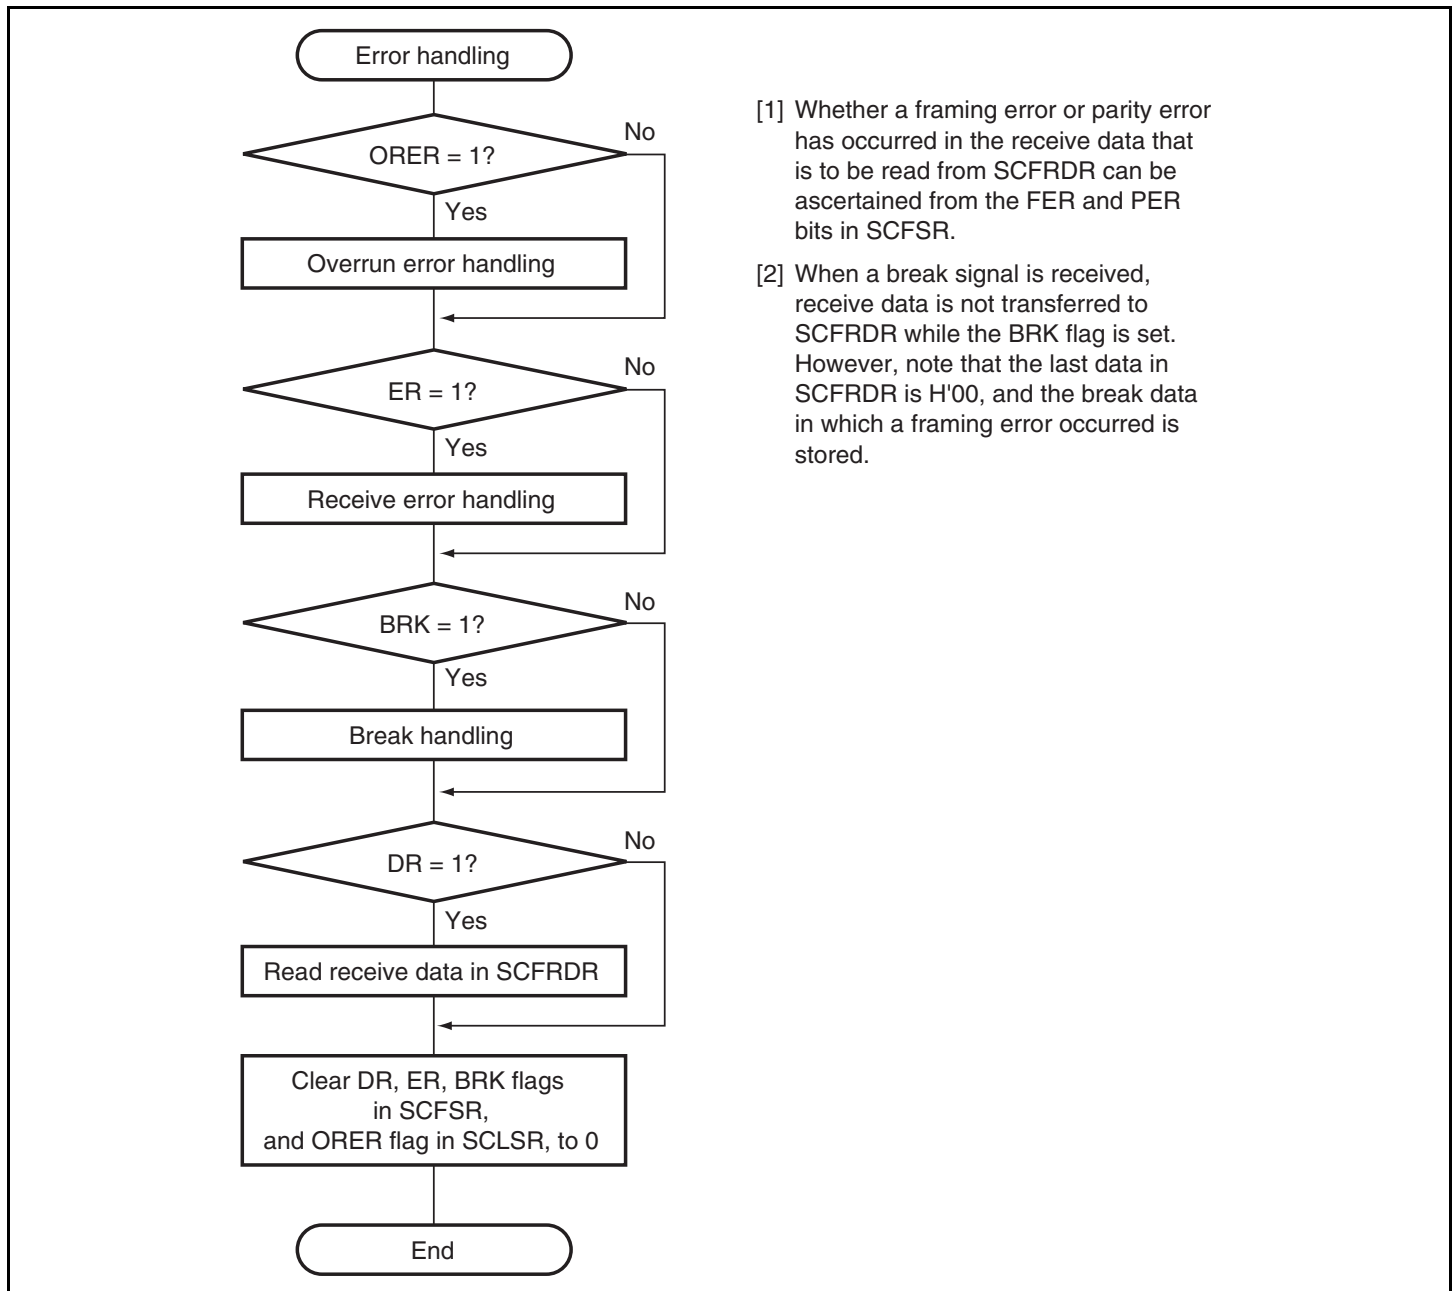 Error handling
ORER = 1?
No
Yes
Overrun error handling
ER = 1?
No
Yes
Receive error handling
BRK = 1?
No
Yes
Break handling
DR = 1?
No
Yes
Read receive data in SCFRDR
Clear DR, ER, BRK flags
in SCFSR,
and ORER flag in SCLSR, to 0
End
[1] Whether a framing error or parity error
has occurred in the receive data that
is to be read from SCFRDR can be
ascertained from the FER and PER
bits in SCFSR.
[2] When a break signal is received,
receive data is not transferred to
SCFRDR while the BRK flag is set.
However, note that the last data in
SCFRDR is H'00, and the break data
in which a framing error occurred is
stored.